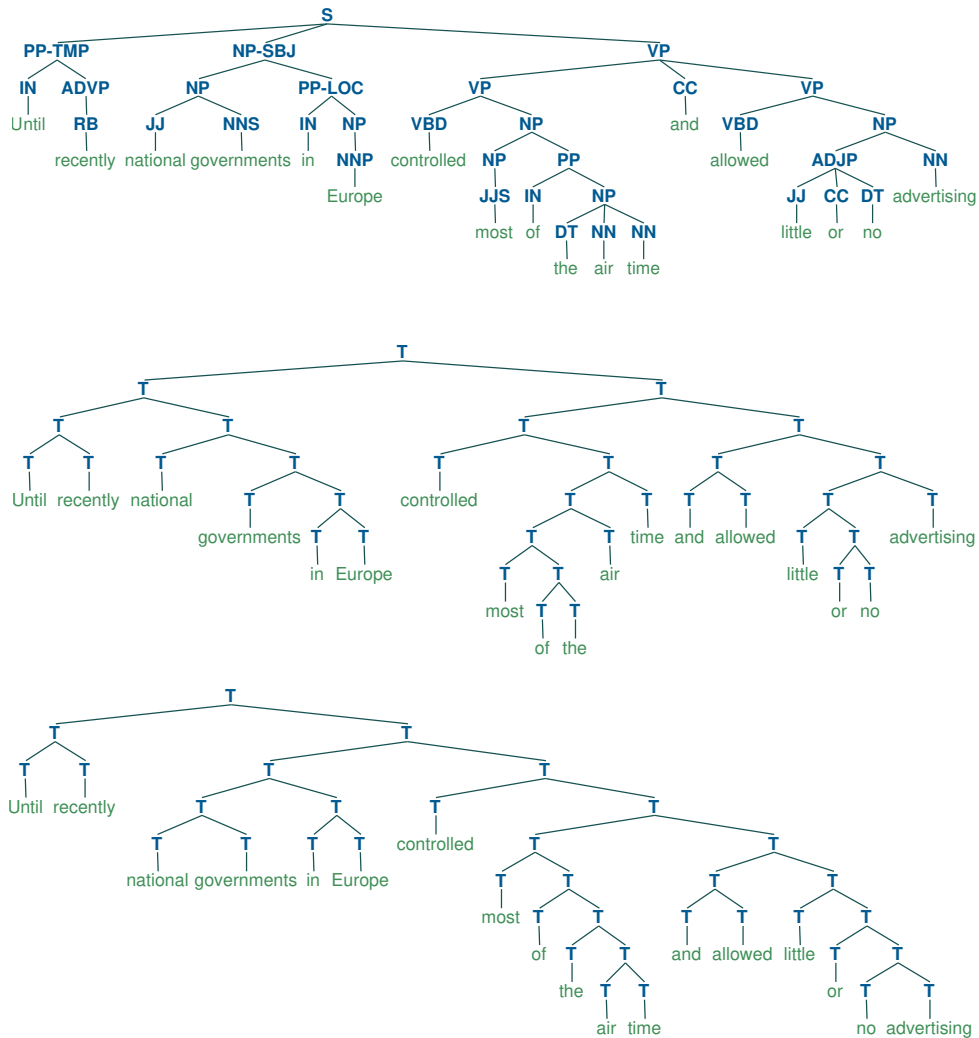 S
PP-TMP NP-SBJ VP
IN ADVP NP PP-LOC VP CC VP
Until RB JJ NNS IN NP VBD NP and VBD NP
recently national governments in NNP controlled NP PP allowed ADJP NN
Europe JJS IN NP JJ CC DT advertising
most of DT NN NN little or no
the air time
T
T T
T T T T
T T T T T T T T
Until recently national T T controlled T T T T T T
governments T T T T time and allowed T T advertising
in Europe T T air little T T
most T T or no
of the
T
T T
T T T T
Until recently T T T T
T T T T controlled T T
national governments in Europe T T T T
most T T T T T T
of T T and allowed little T T
the T T or T T
air time no advertising